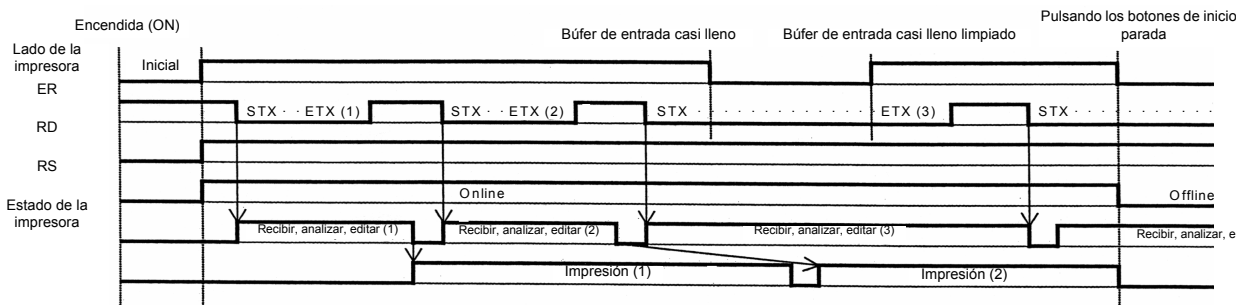 Encendida (ON)
Búfer de entrada casi lleno
Búfer de entrada casi lleno limpiado
Pulsando los botones de inicio
parada
Lado de la
impresora
Inicial
ER
STX · · ETX (1)
STX · · ETX (2)
STX · · · · · · · · · · · · · · · · · · · · ETX (3)
STX · · · · · · · · · ·
RD
RS
Online
Offline
Estado de la
impresora
Recibir, analizar, editar (1)
Recibir, analizar, editar (2)
Recibir, analizar, editar (3)
Recibir, analizar, e
Impresión (1)
Impresión (2)